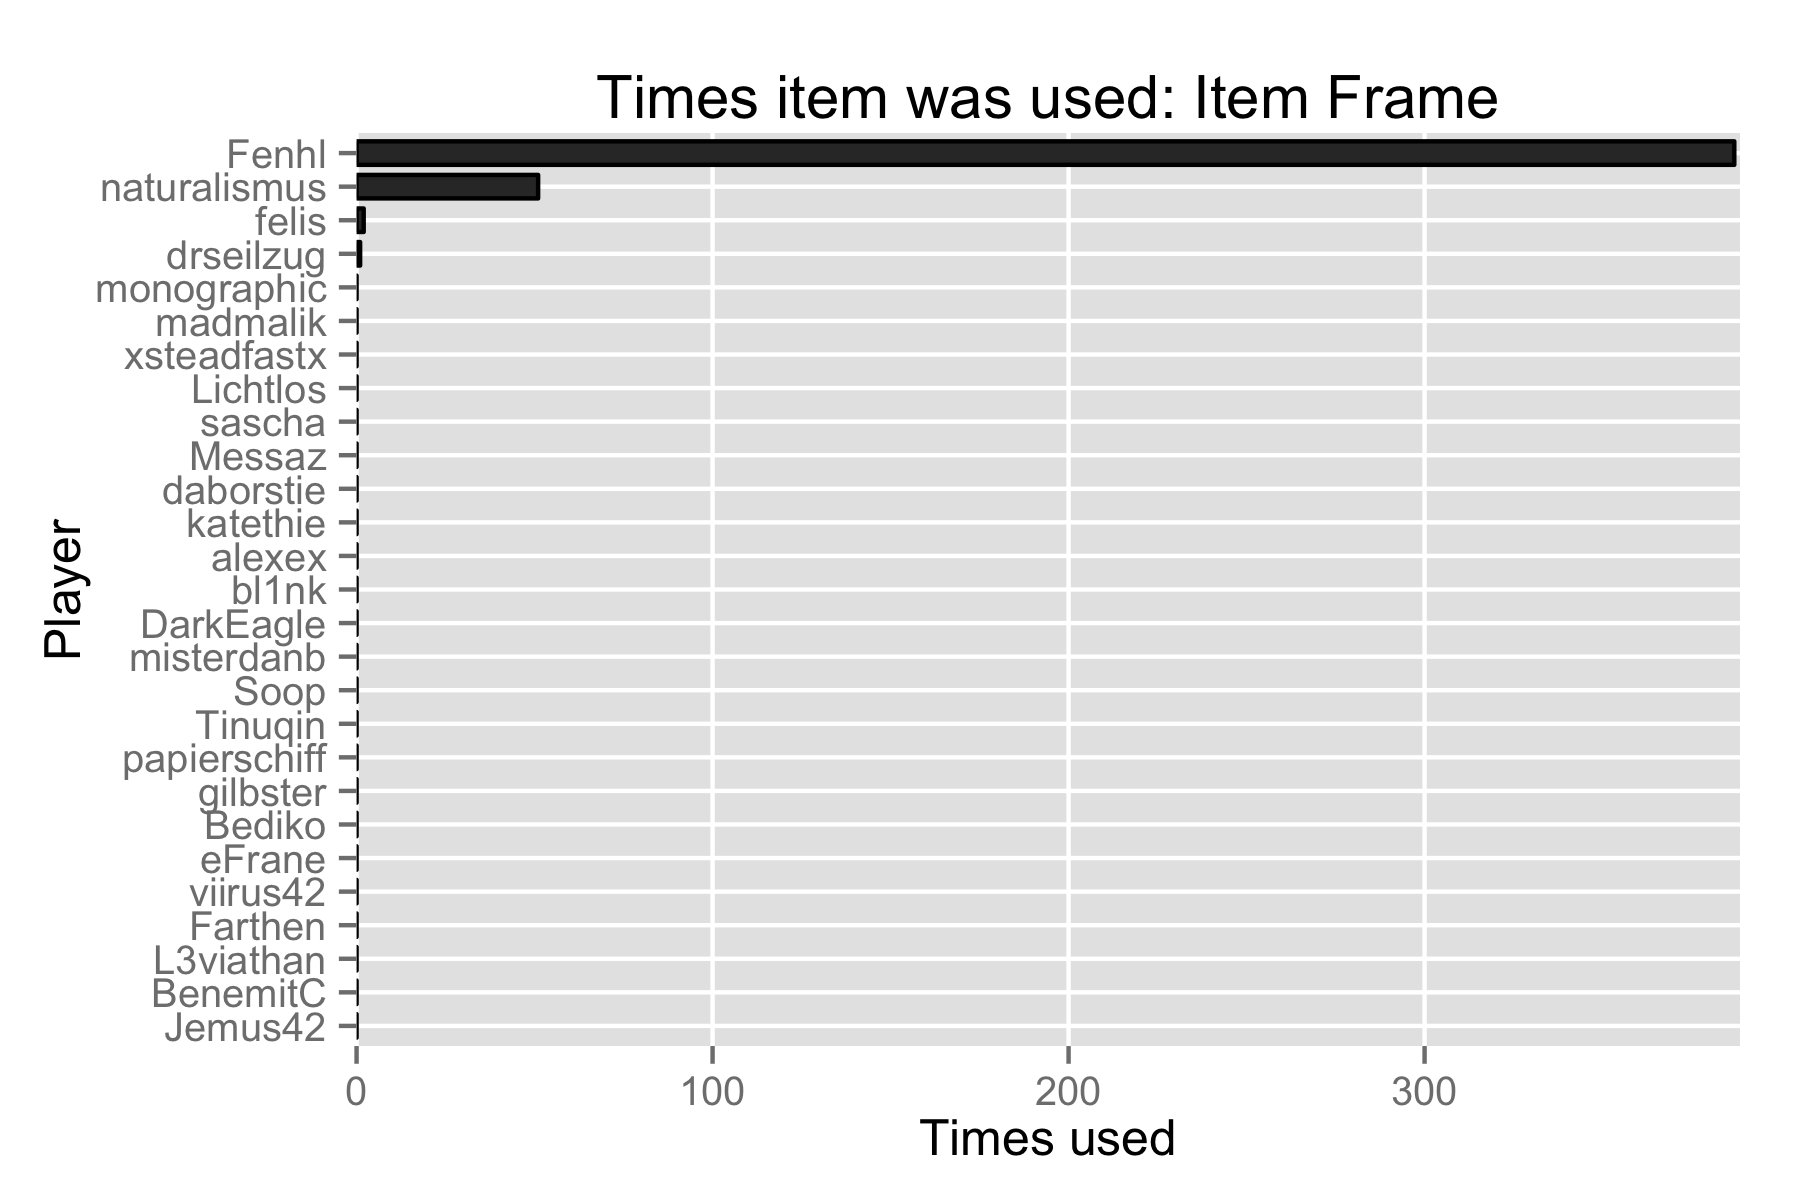 Times item was used: Item Frame
Fenhl
naturalismus
felis
drseilzug
monographic
madmalik
xsteadfastx
Lichtlos
sascha
Messaz
daborstie
katethie
alexex
bl1nk
DarkEagle
misterdanb
Soop
Tinuqin
papierschiff
gilbster
Bediko
eFrane
viirus42
Farthen
L3viathan
BenemitC
Jemus42
Player
0 100 200 300
Times used